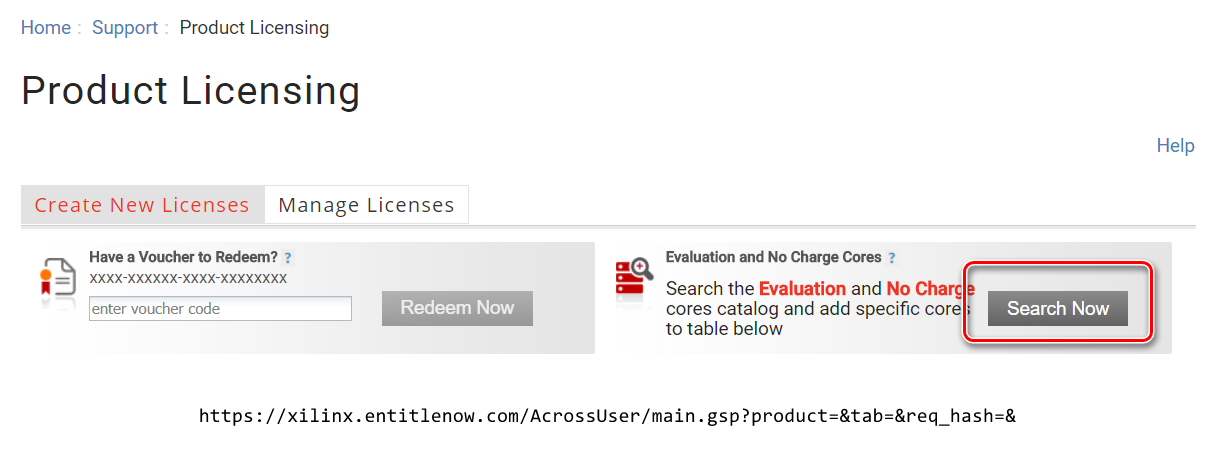 Home : Support : Product Licensing
Product Licensing
Help
Create New Licenses Manage Licenses
Have a Voucher to Redeem? ?
xxxx-xxxxxx-xxxx-xxxxxxxx
enter voucher code
Redeem Now
Evaluation and No Charge Cores ?
Search the Evaluation and No Charge
cores catalog and add specific cores
to table below
Search Now
https://xilinx.entitlenow.com/AcrossUser/main.gsp?product=&tab=&req_hash=&